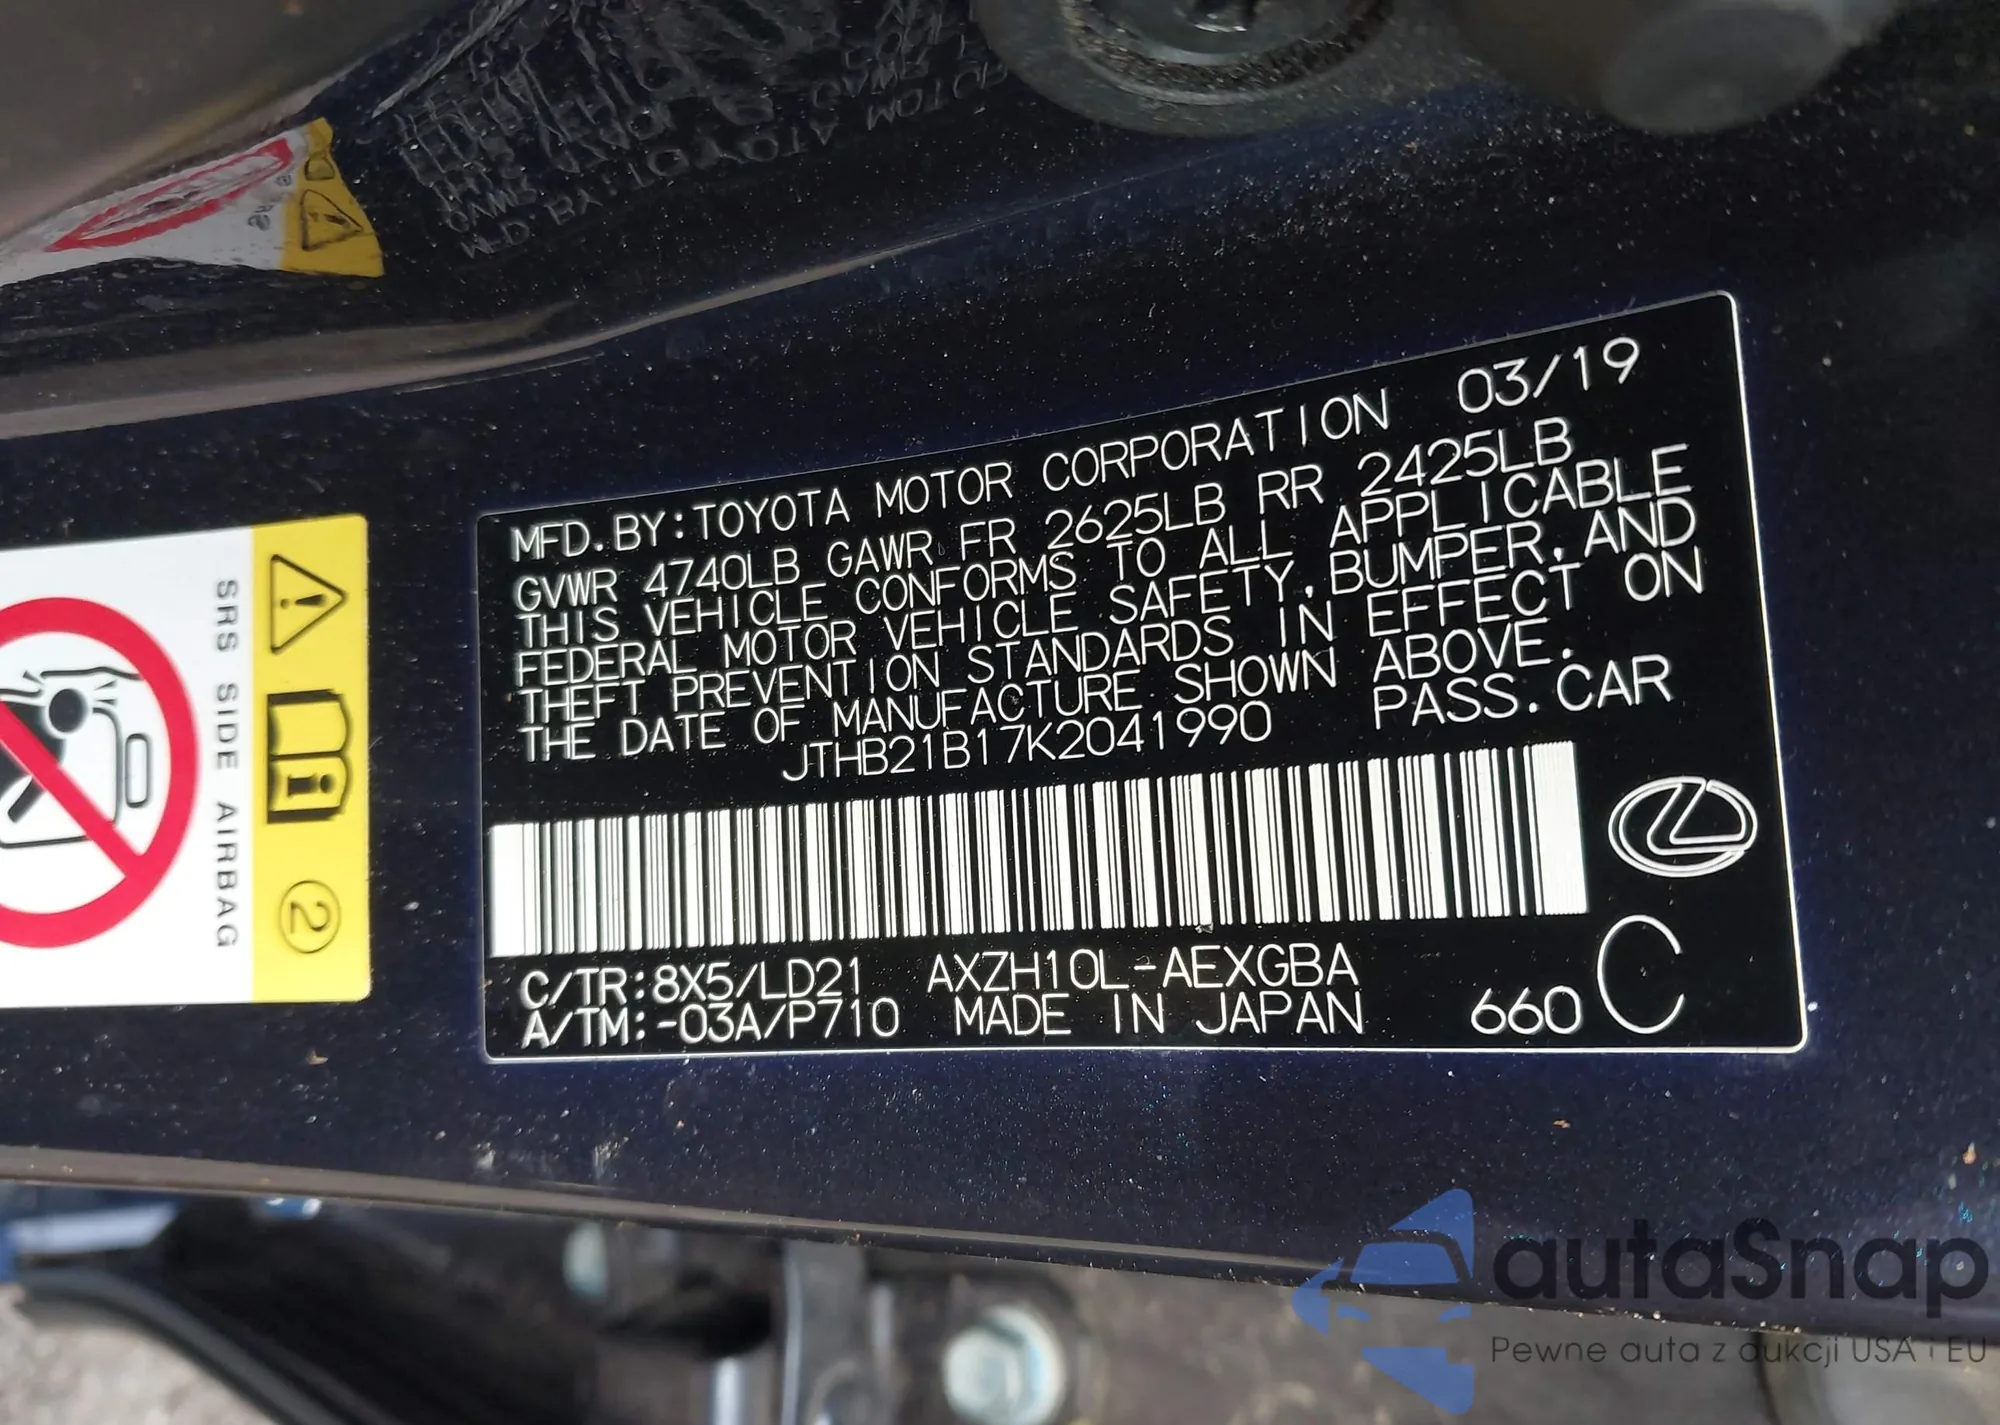 MFD.BY:TOYOTA MOTOR CORPORATION 03/19
GVWR 4740LB GAWR FR 2625LB RR 2425LB
THIS VEHICLE CONFORMS TO ALL APPLICABLE
FEDERAL MOTOR VEHICLE SAFETY, BUMPER, AND
THEFT PREVENTION STANDARDS IN EFFECT ON
THE DATE OF MANUFACTURE SHOWN ABOVE.
JTHB21B17K2041990 PASS.CAR
C/TR:8X5/LD21 AXZH10L-AEXGBA
A/TM:-03A/P710 MADE IN JAPAN 660 C
SRS SIDE AIRBAG
2
autaSnap
Pewne auta z aukcji USA i EU